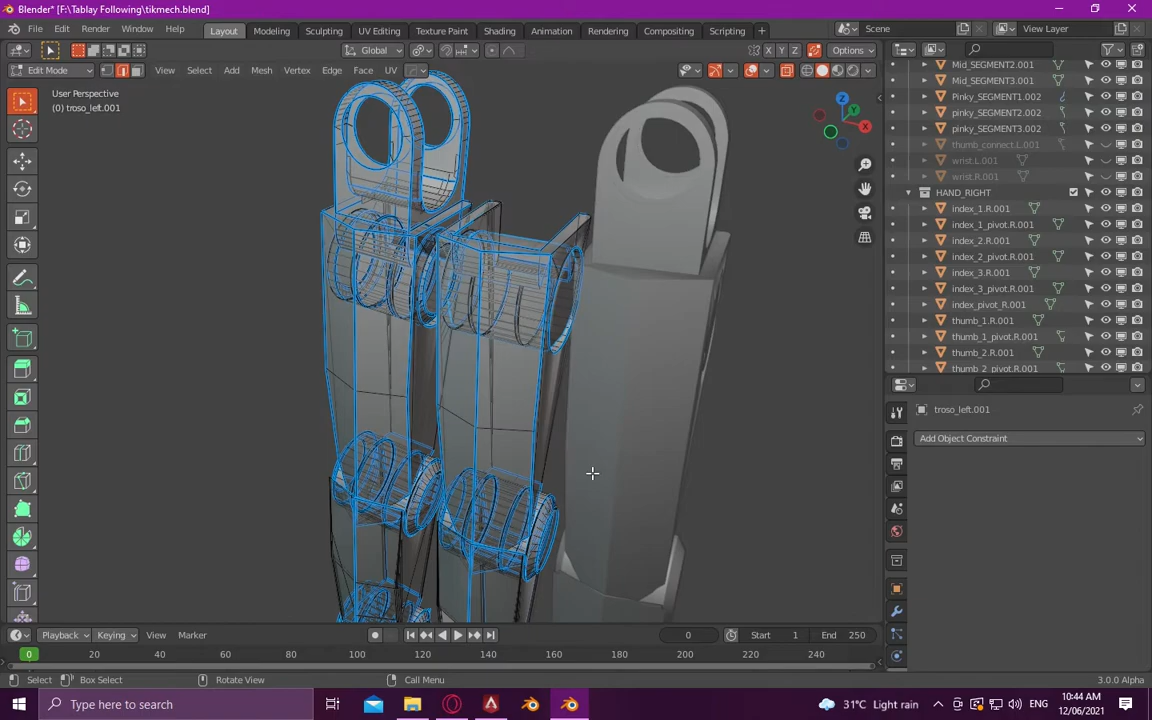 Blender* [F:\Tablay Following\tikmech.blend]
File Edit Render Window Help Layout Modeling Sculpting UV Editing Texture Paint Shading Animation Rendering Compositing Scripting + Scene View Layer
Global Options
Edit Mode View Select Add Mesh Vertex Edge Face UV
X Y Z
User Perspective
(0) troso_left.001
Z Y X
Mid_SEGMENT2.001
Mid_SEGMENT3.001
Pinky_SEGMENT1.002
pinky_SEGMENT2.002
pinky_SEGMENT3.002
thumb_connect.L.001
wrist.L.001
wrist.R.001
HAND_RIGHT
index_1.R.001
index_1_pivot.R.001
index_2.R.001
index_2_pivot.R.001
index_3.R.001
index_3_pivot.R.001
index_pivot_R.001
thumb_1.R.001
thumb_1_pivot.R.001
thumb_2.R.001
thumb_2_pivot.R.001
troso_left.001
Add Object Constraint
Playback Keying View Marker 0 Start 1 End 250
0 20 40 60 80 100 120 140 160 180 200 220 240
Select Box Select Rotate View Call Menu 3.0.0 Alpha
Type here to search 31°C Light rain ENG 10:44 AM
12/06/2021